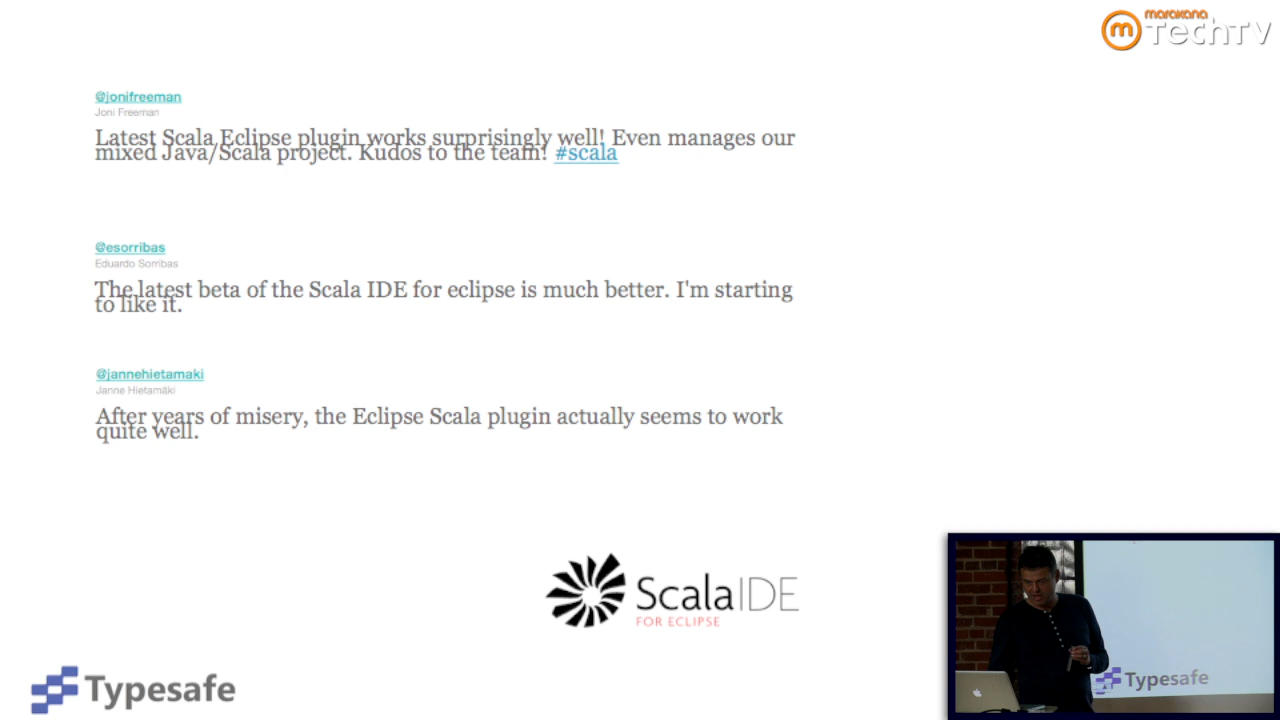 marakana
TechTV
@jonifreeman
Joni Freeman
Latest Scala Eclipse plugin works surprisingly well! Even manages our
mixed Java/Scala project. Kudos to the team! #scala
@esorribas
Eduardo Sorribas
The latest beta of the Scala IDE for eclipse is much better. I'm starting
to like it.
@jannehietamaki
Janne Hietamäki
After years of misery, the Eclipse Scala plugin actually seems to work
quite well.
ScalaIDE
FOR ECLIPSE
Typesafe
Typesafe